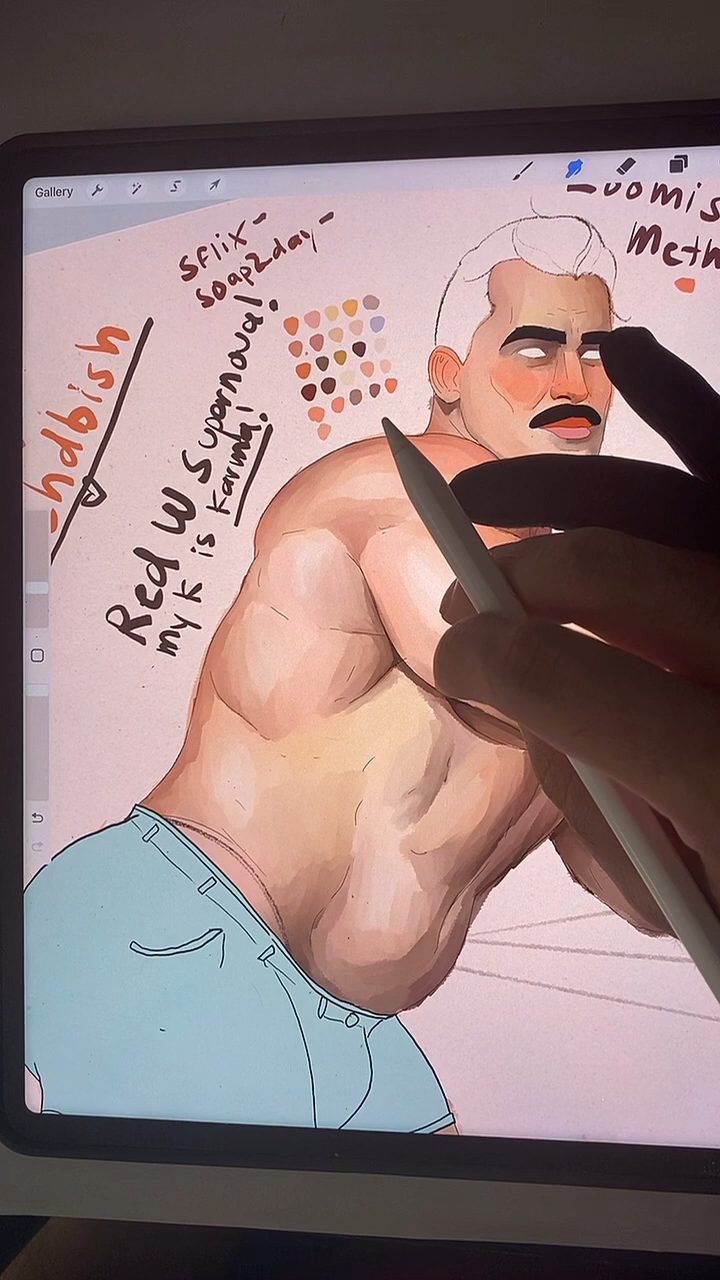 Gallery
Loomis
Meth
sflix-
soap2day-
hdbish
Red W Supernova!
my K is Karma!